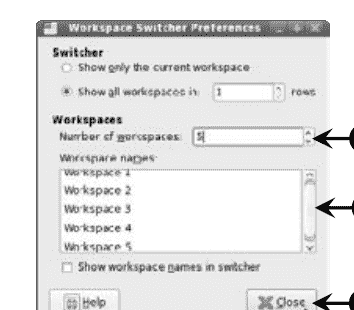 Workspace Switcher Preferences
Switcher
Show only the current workspace
Show all workspaces in: 1 rows
Workspaces
Number of workspaces: 5
Workspace names:
Workspace 1
Workspace 2
Workspace 3
Workspace 4
Workspace 5
Show workspace names in switcher
Help Close